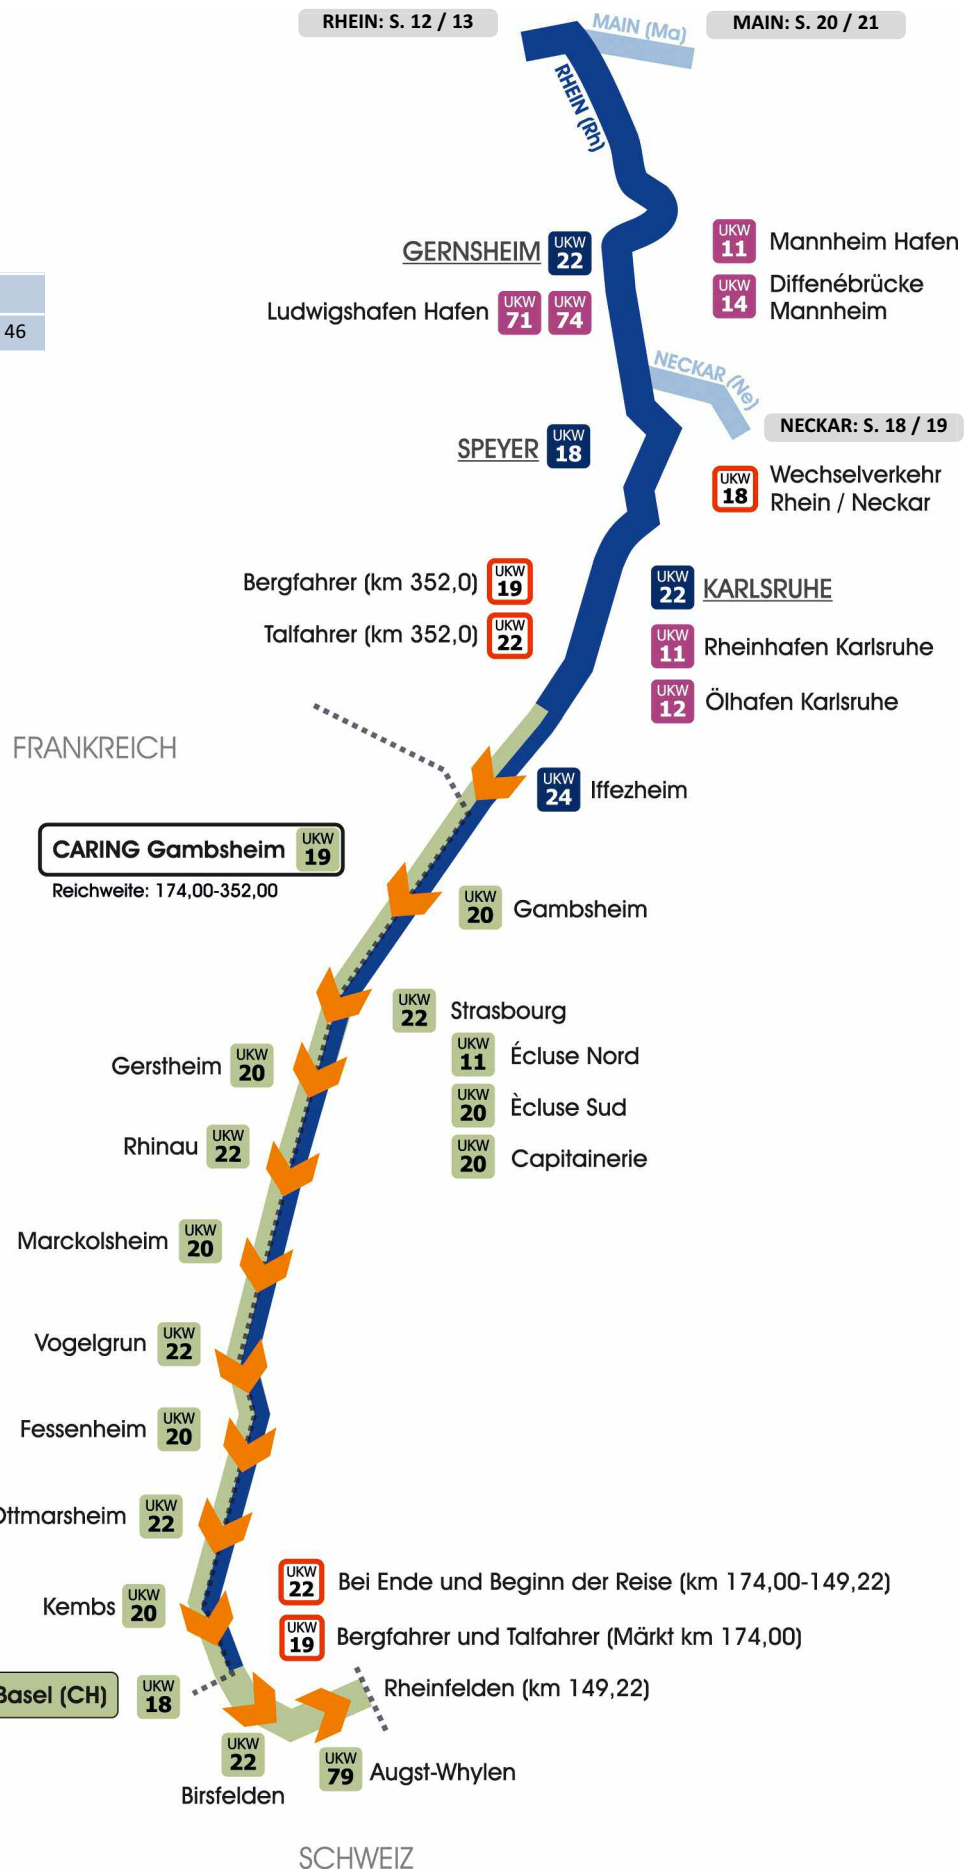 RHEIN: S. 12 / 13
MAIN (Ma)
MAIN: S. 20 / 21
RHEIN (Rh)
GERNSHEIM UKW 22
UKW 11 Mannheim Hafen
46
Ludwigshafen Hafen UKW 71 UKW 74
UKW 14 Diffenébrücke
Mannheim
NECKAR (Ne)
NECKAR: S. 18 / 19
SPEYER UKW 18
UKW 18 Wechselverkehr
Rhein / Neckar
Bergfahrer (km 352,0) UKW 19
UKW 22 KARLSRUHE
Talfahrer (km 352,0) UKW 22
UKW 11 Rheinhafen Karlsruhe
UKW 12 Ölhafen Karlsruhe
FRANKREICH
UKW 24 Iffezheim
CARING Gambsheim UKW 19
Reichweite: 174,00-352,00
UKW 20 Gambsheim
UKW 22 Strasbourg
UKW 11 Écluse Nord
Gerstheim UKW 20
UKW 20 Ècluse Sud
Rhinau UKW 22
UKW 20 Capitainerie
Marckolsheim UKW 20
Vogelgrun UKW 22
Fessenheim UKW 20
Ottmarsheim UKW 22
UKW 22 Bei Ende und Beginn der Reise (km 174,00-149,22)
Kembs UKW 20
UKW 19 Bergfahrer und Talfahrer (Märkt km 174,00)
Basel (CH) UKW 18
Rheinfelden (km 149,22)
UKW 22
Birsfelden
UKW 79 Augst-Whylen
SCHWEIZ